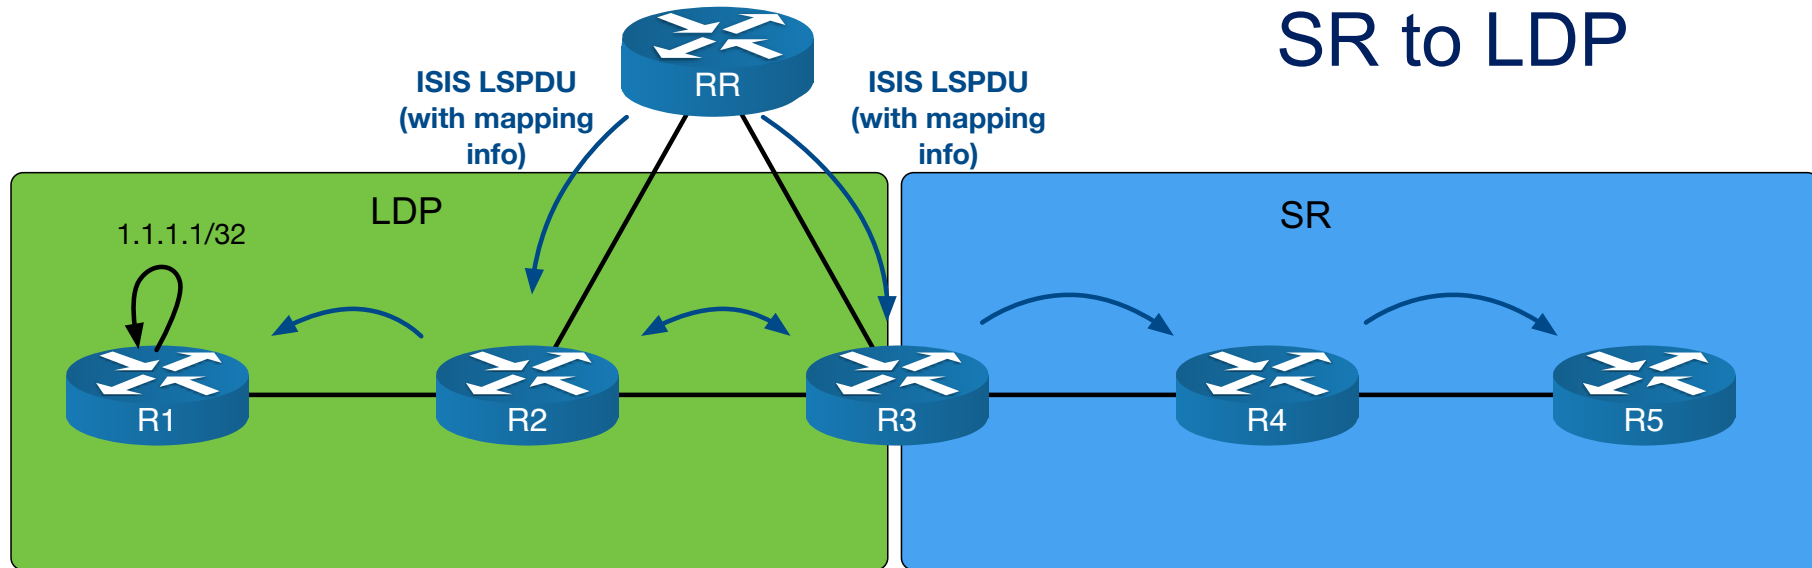 SR to LDP
RR
ISIS LSPDU
(with mapping
info)
ISIS LSPDU
(with mapping
info)
LDP
SR
1.1.1.1/32
R1
R2
R3
R4
R5